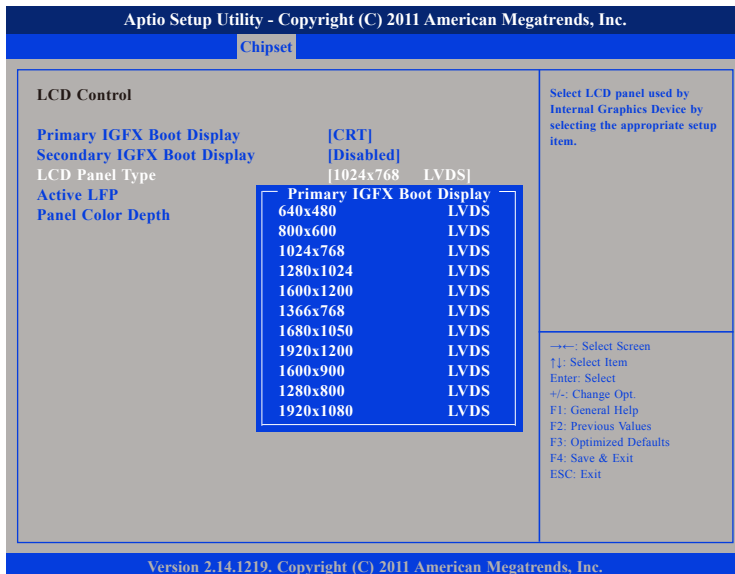 Aptio Setup Utility - Copyright (C) 2011 American Megatrends, Inc.
Chipset
LCD Control
Primary IGFX Boot Display [CRT]
Secondary IGFX Boot Display [Disabled]
LCD Panel Type [1024x768 LVDS]
Active LFP
Panel Color Depth
Primary IGFX Boot Display
640x480 LVDS
800x600 LVDS
1024x768 LVDS
1280x1024 LVDS
1600x1200 LVDS
1366x768 LVDS
1680x1050 LVDS
1920x1200 LVDS
1600x900 LVDS
1280x800 LVDS
1920x1080 LVDS
Select LCD panel used by
Internal Graphics Device by
selecting the appropriate setup
item.
→←: Select Screen
↑↓: Select Item
Enter: Select
+/-: Change Opt.
F1: General Help
F2: Previous Values
F3: Optimized Defaults
F4: Save & Exit
ESC: Exit
Version 2.14.1219. Copyright (C) 2011 American Megatrends, Inc.